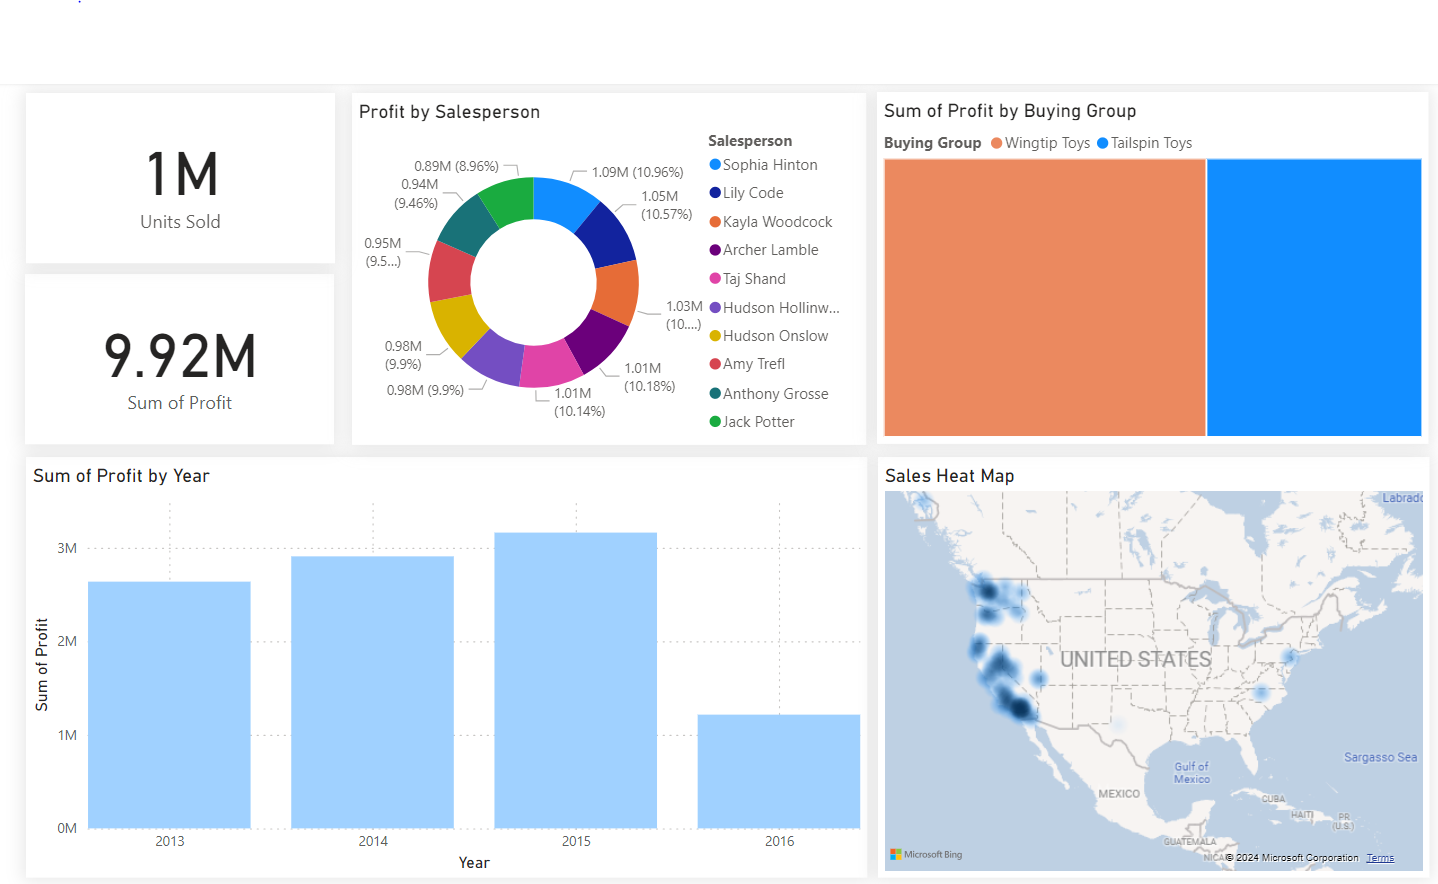 1M
Units Sold
9.92M
Sum of Profit
Profit by Salesperson
0.89M (8.96%)
1.09M (10.96%)
0.94M
(9.46%)
1.05M
(10.57%)
0.95M
(9.5...)
1.03M
(10....)
0.98M
(9.9%)
1.01M
(10.18%)
0.98M (9.9%)
1.01M
(10.14%)
Salesperson
Sophia Hinton
Lily Code
Kayla Woodcock
Archer Lamble
Taj Shand
Hudson Hollinw...
Hudson Onslow
Amy Trefl
Anthony Grosse
Jack Potter
Sum of Profit by Buying Group
Buying Group Wingtip Toys Tailspin Toys
Sum of Profit by Year
Sum of Profit
3M
2M
1M
0M
2013 2014 2015 2016
Year
Sales Heat Map
Labrado
UNITED STATES
Sargasso Sea
Gulf of
Mexico
MEXICO
CUBA
HAITI
PR
(U.S.)
GUATEMALA
NICA
Microsoft Bing
© 2024 Microsoft Corporation Terms